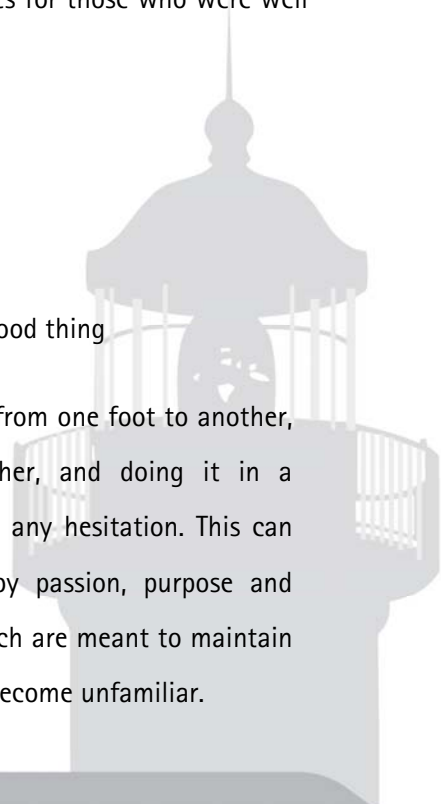 for those who were well
ood thing
from one foot to another,
her, and doing it in a
any hesitation. This can
by passion, purpose and
ch are meant to maintain
ecome unfamiliar.